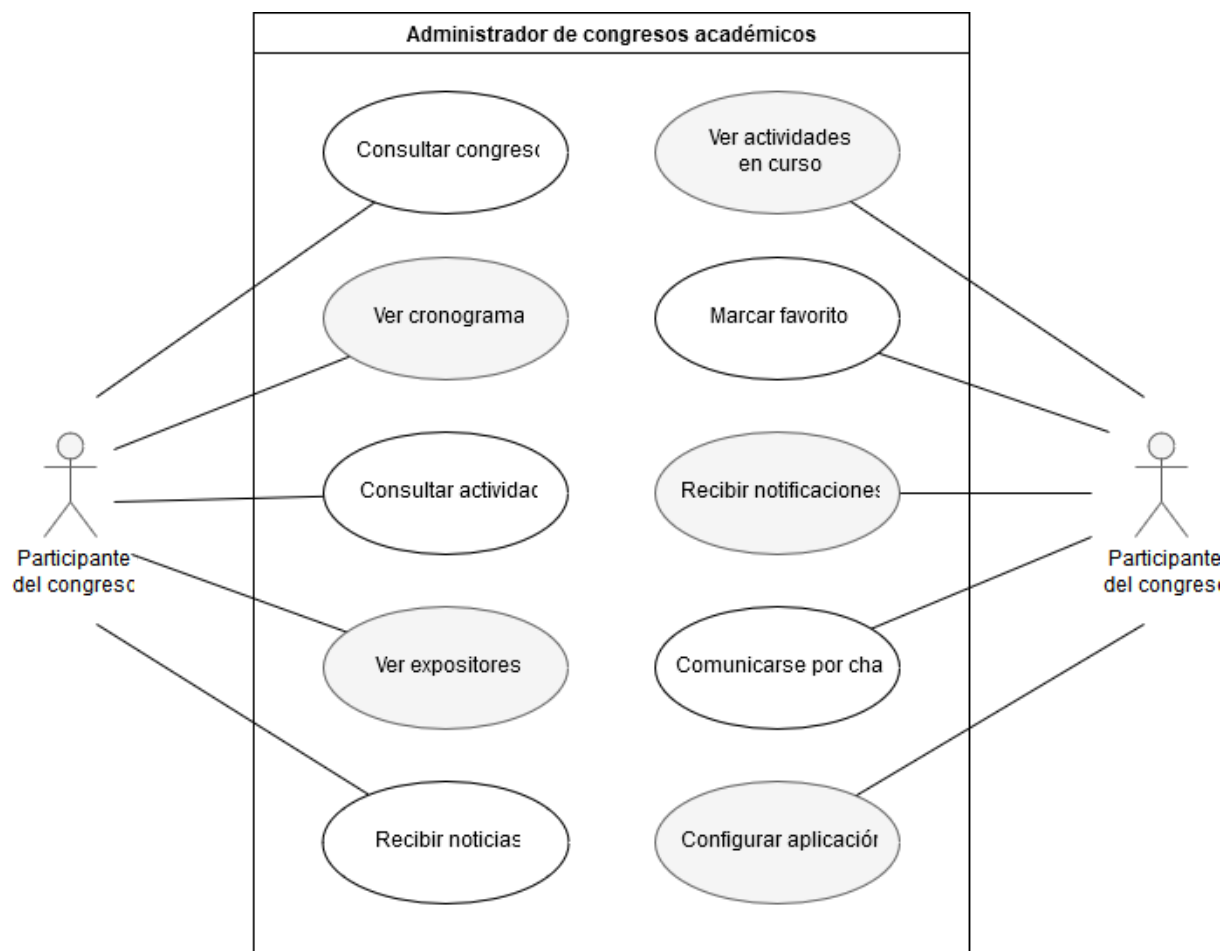 Administrador de congresos académicos
Consultar congreso
Ver actividades
en curso
Ver cronograma
Marcar favorito
Consultar actividad
Recibir notificaciones
Participante
del congreso
Participante
del congreso
Ver expositores
Comunicarse por cha
Recibir noticias
Configurar aplicación